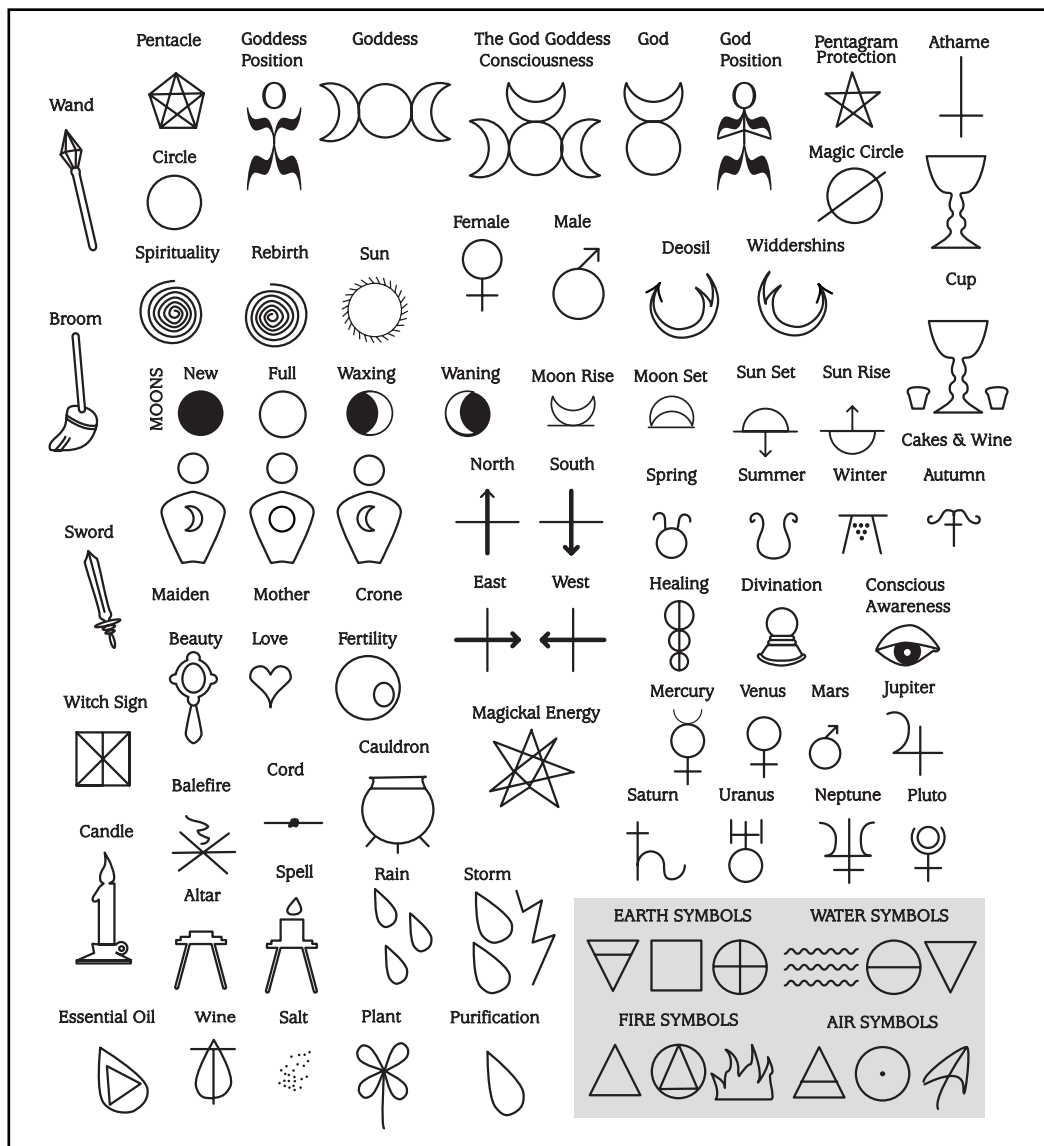 Pentacle
Goddess
Position
Goddess
The God Goddess
Consciousness
God
God
Position
Pentagram
Protection
Athame
Wand
Circle
Magic Circle
Female
Male
Spirituality
Rebirth
Sun
Deosil
Widdershins
Cup
Broom
MOONS
New
Full
Waxing
Waning
Moon Rise
Moon Set
Sun Set
Sun Rise
Cakes & Wine
North
South
Spring
Summer
Winter
Autumn
Sword
Maiden
Mother
Crone
East
West
Healing
Divination
Conscious
Awareness
Beauty
Love
Fertility
Witch Sign
Magickal Energy
Mercury
Venus
Mars
Jupiter
Balefire
Cord
Cauldron
Saturn
Uranus
Neptune
Pluto
Candle
Altar
Spell
Rain
Storm
EARTH SYMBOLS
WATER SYMBOLS
Essential Oil
Wine
Salt
Plant
Purification
FIRE SYMBOLS
AIR SYMBOLS